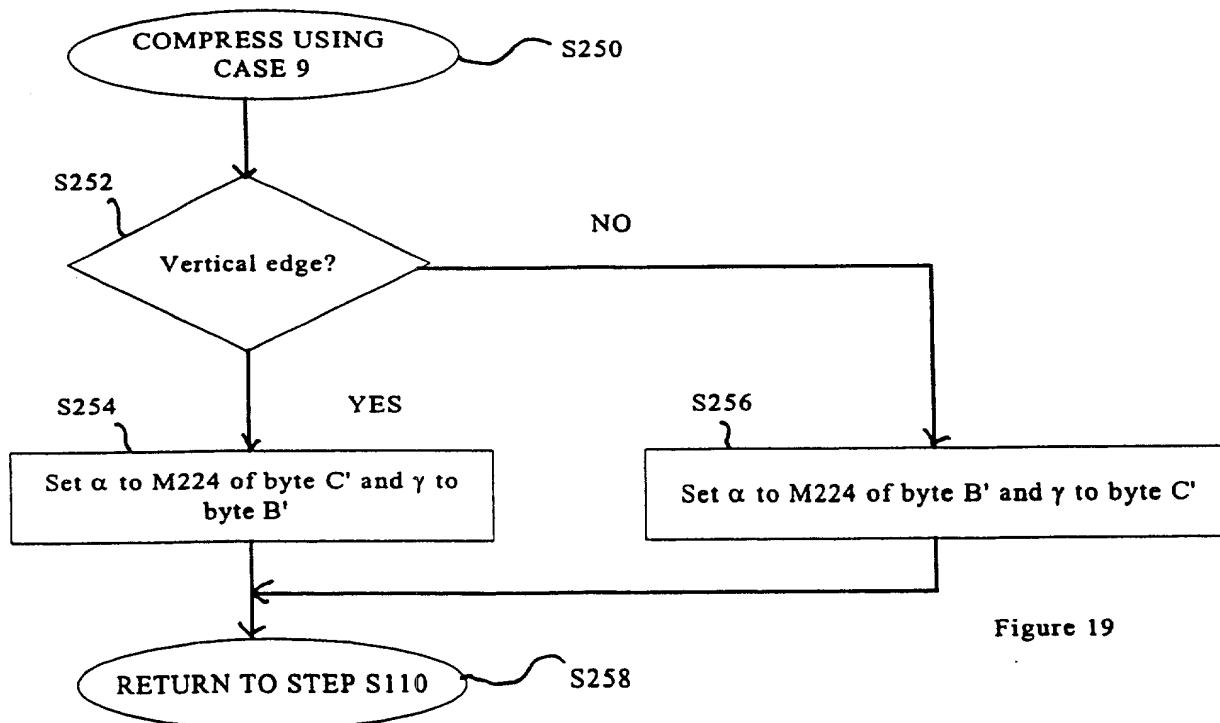 COMPRESS USING
CASE 9
S250
S252
NO
Vertical edge?
S254
YES
S256
Set α to M224 of byte C' and γ to
byte B'
Set α to M224 of byte B' and γ to byte C'
Figure 19
RETURN TO STEP S110
S258